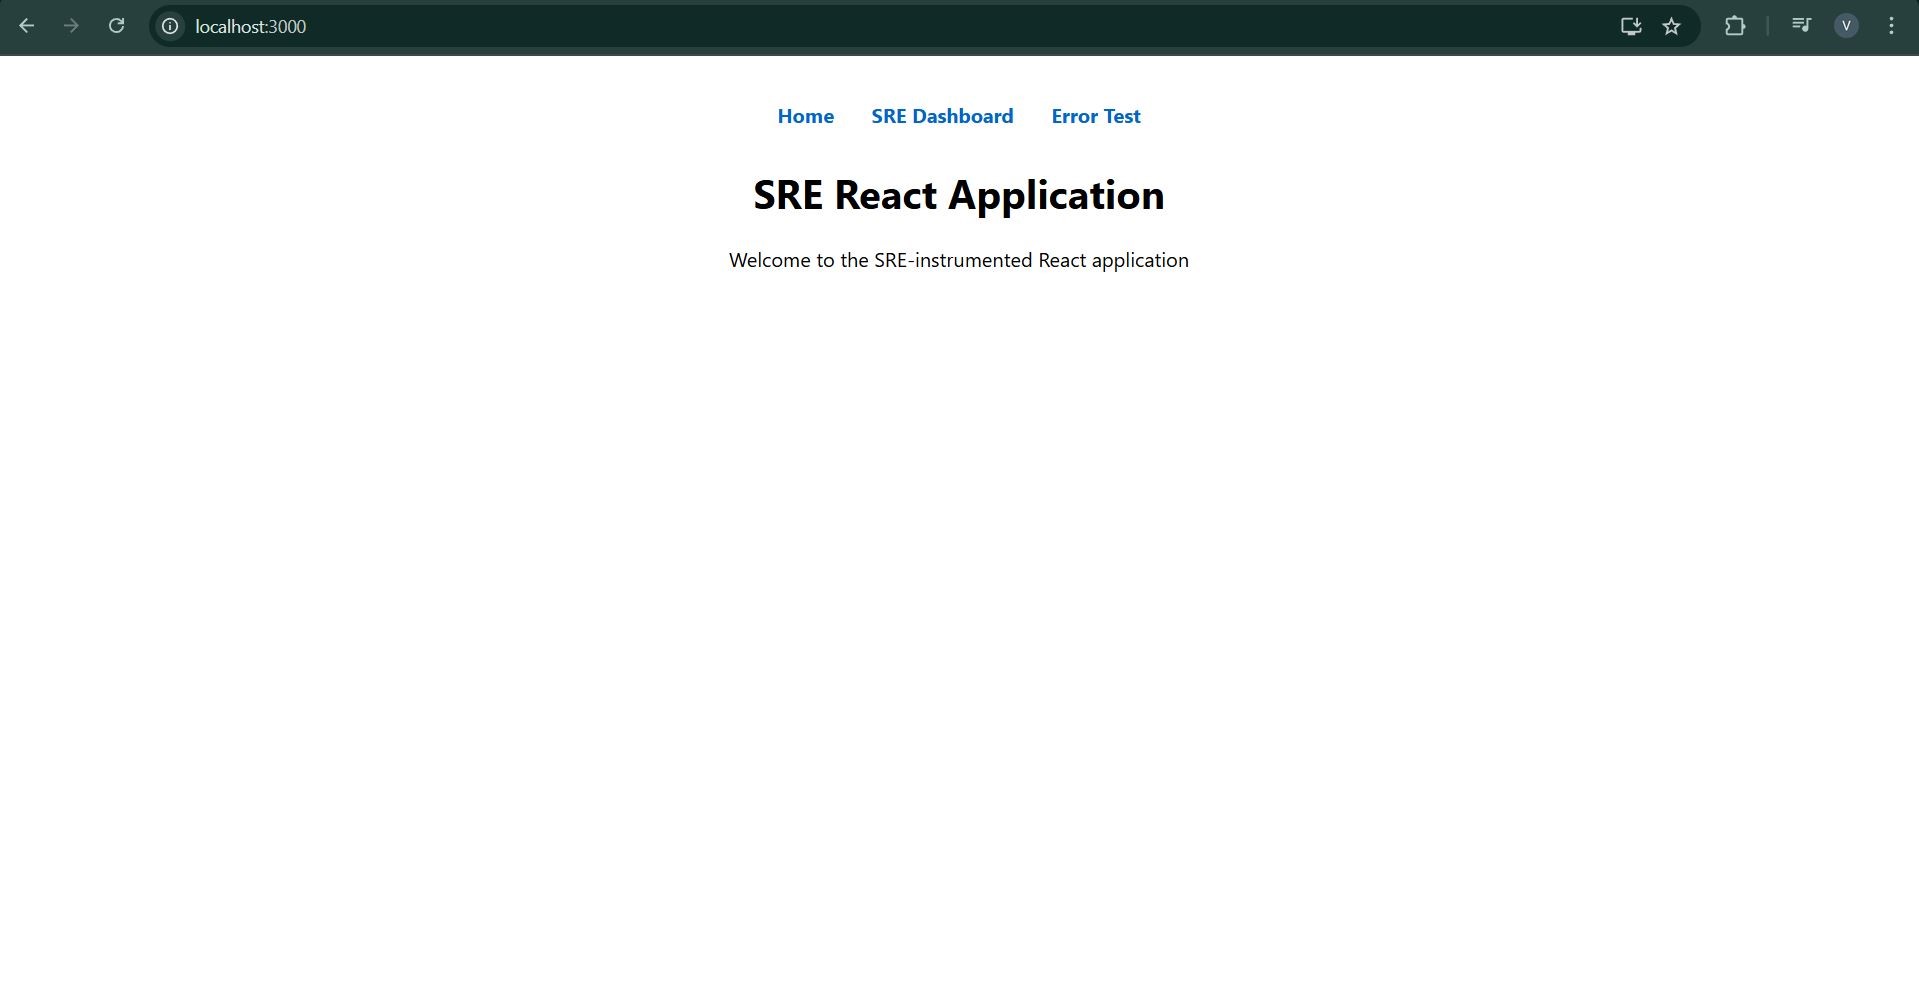 localhost:3000
V
Home SRE Dashboard Error Test
SRE React Application
Welcome to the SRE-instrumented React application